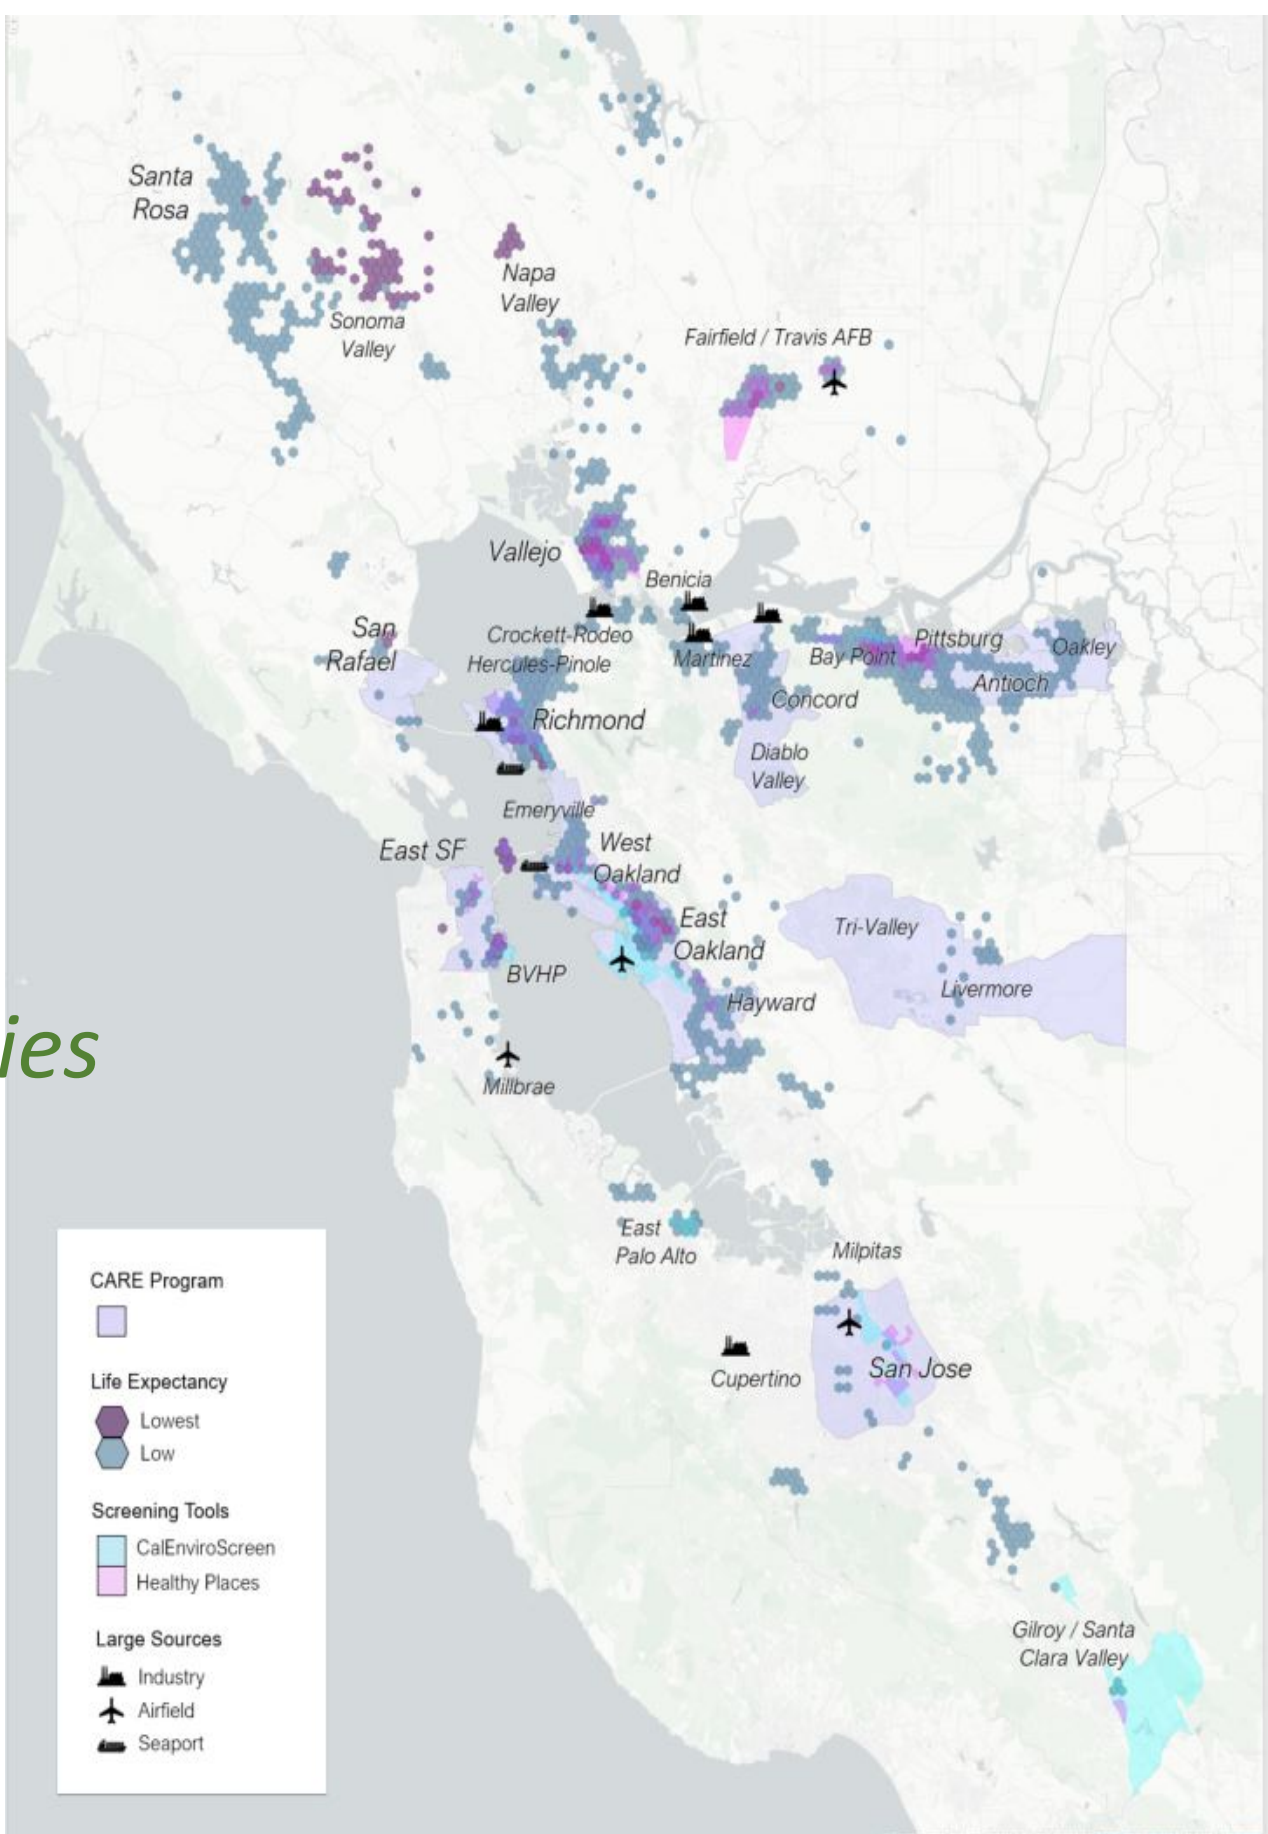 Santa
Rosa
Napa
Valley
Sonoma
Valley
Fairfield / Travis AFB
Vallejo
Benicia
San
Rafael
Crockett-Rodeo
Hercules-Pinole
Martinez
Bay Point
Pittsburg
Oakley
Antioch
Concord
Richmond
Diablo
Valley
Emeryville
East SF
West
Oakland
East
Oakland
Tri-Valley
BVHP
Livermore
Hayward
ies
Millbrae
East
Palo Alto
Milpitas
San Jose
Cupertino
Gilroy / Santa
Clara Valley
CARE Program
Life Expectancy
Lowest
Low
Screening Tools
CalEnviroScreen
Healthy Places
Large Sources
Industry
Airfield
Seaport